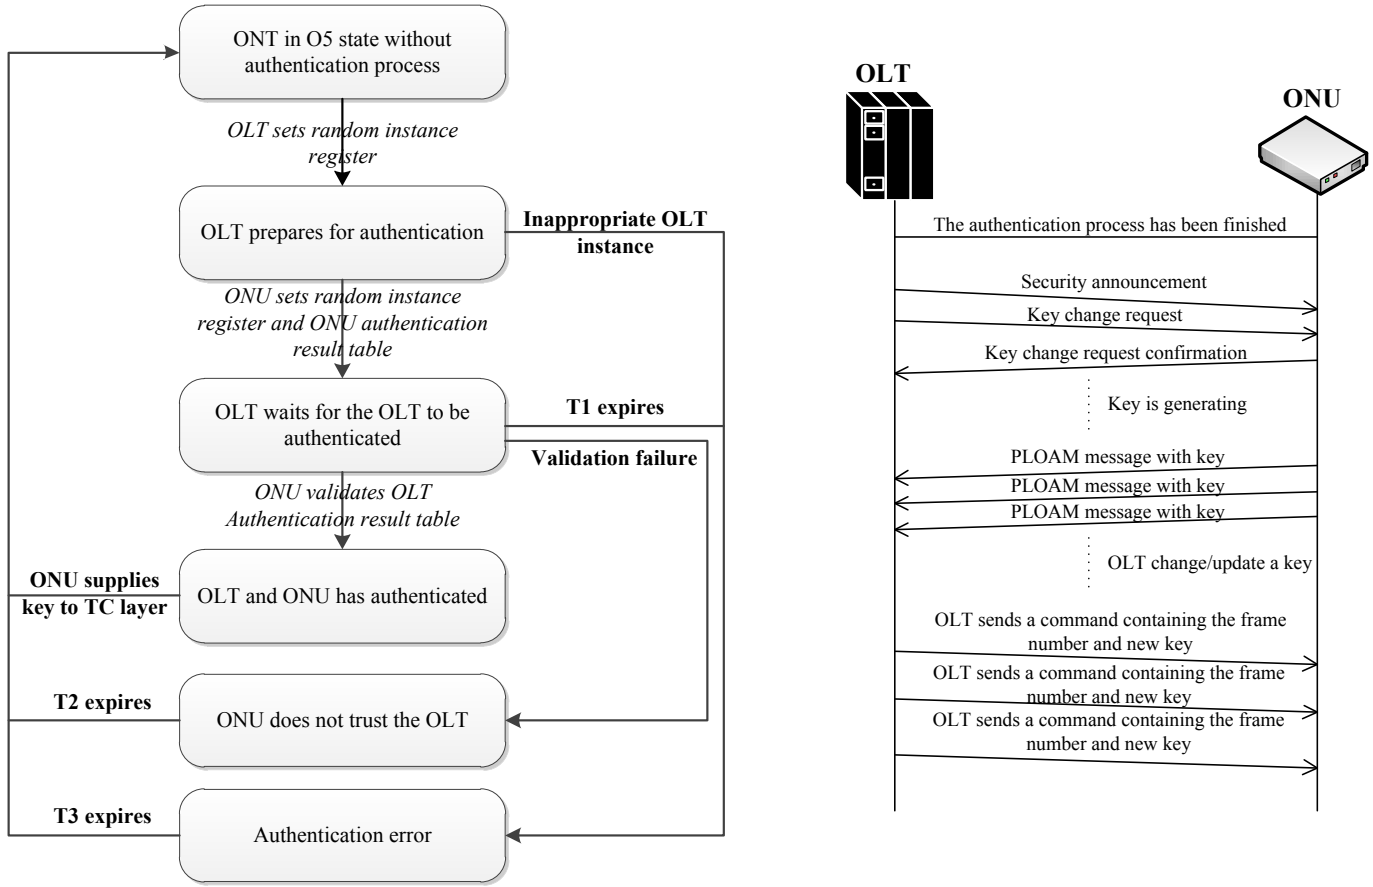 ONT in O5 state without
authentication process
OLT sets random instance
register
OLT prepares for authentication
Inappropriate OLT
instance
ONU sets random instance
register and ONU authentication
result table
OLT waits for the OLT to be
authenticated
T1 expires
Validation failure
ONU validates OLT
Authentication result table
ONU supplies
key to TC layer
OLT and ONU has authenticated
T2 expires
ONU does not trust the OLT
T3 expires
Authentication error
OLT
ONU
The authentication process has been finished
Security announcement
Key change request
Key change request confirmation
Key is generating
PLOAM message with key
PLOAM message with key
PLOAM message with key
OLT change/update a key
OLT sends a command containing the frame
number and new key
OLT sends a command containing the frame
number and new key
OLT sends a command containing the frame
number and new key